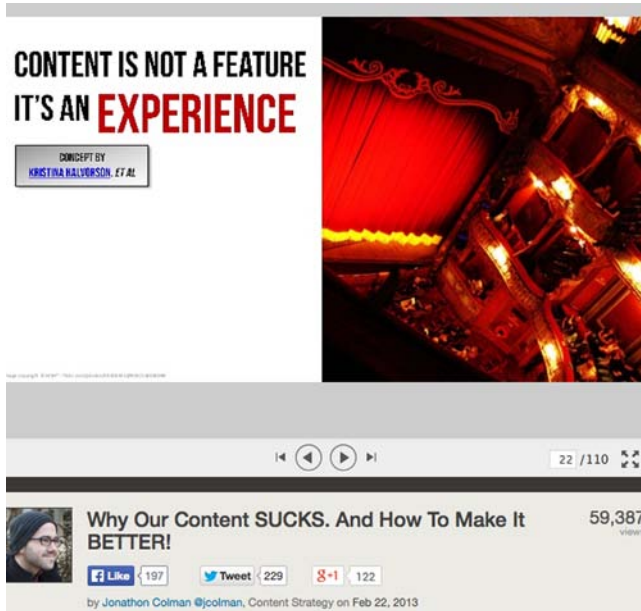 CONTENT IS NOT A FEATURE
IT'S AN EXPERIENCE
CONCEPT BY
KRISTINA HALVORSON, ET AL
22 /110
Why Our Content SUCKS. And How To Make It
BETTER!
59,387
views
Like 197
Tweet 229
g+1 122
by Jonathon Colman @jcolman, Content Strategy on Feb 22, 2013